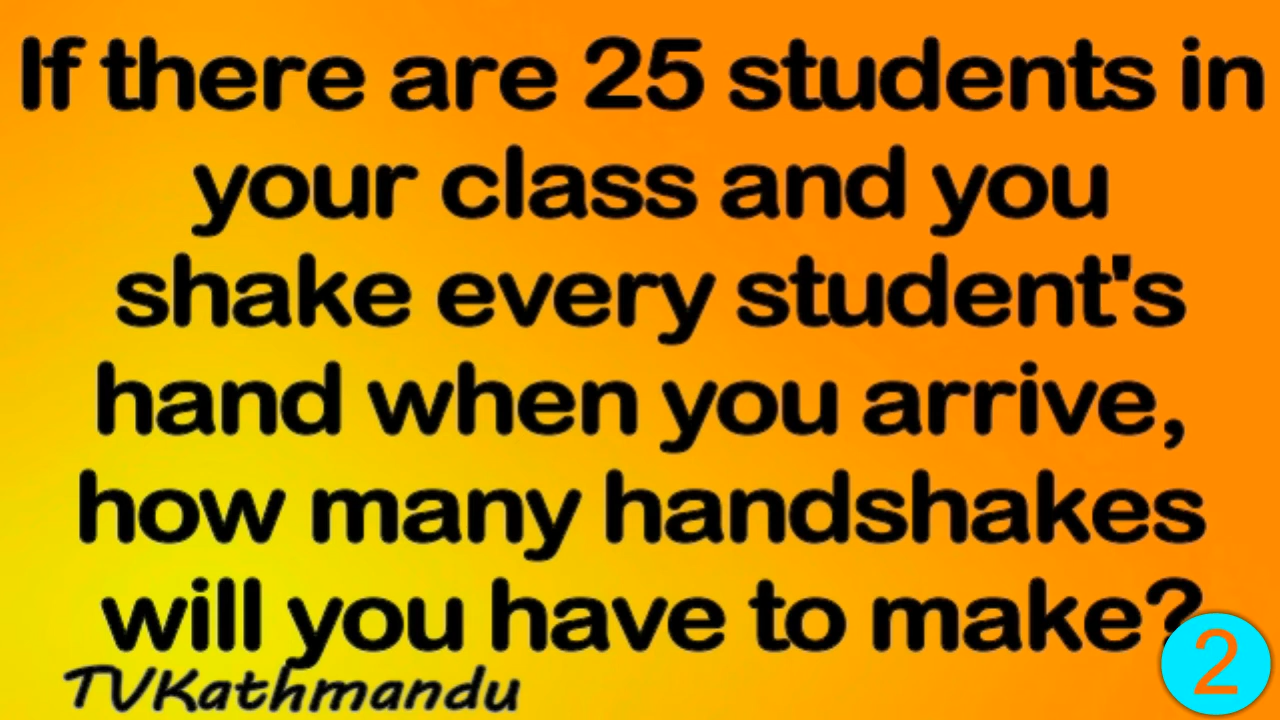 If there are 25 students in
your class and you
shake every student's
hand when you arrive,
how many handshakes
will you have to make?
TVKathmandu
2